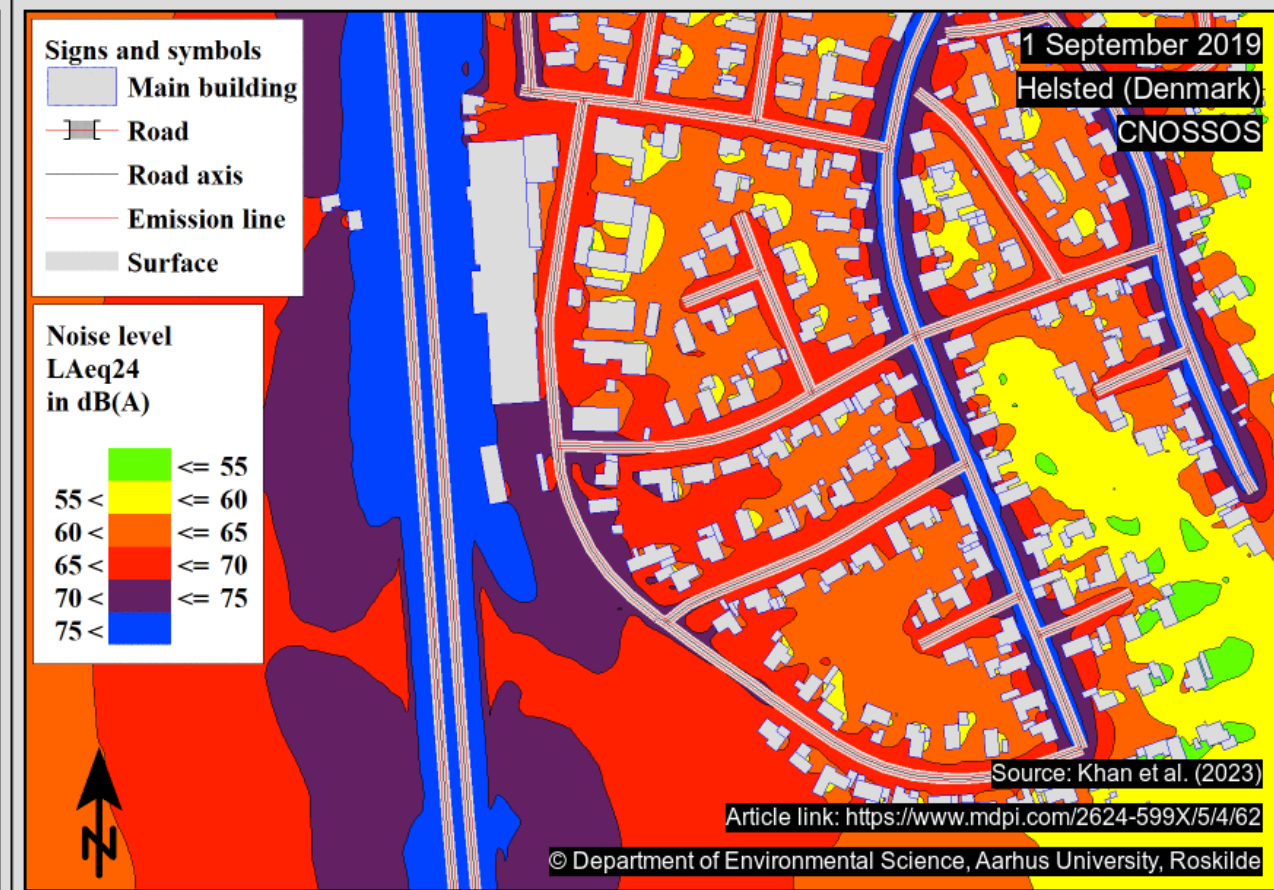 Signs and symbols
Main building
Road
Road axis
Emission line
Surface
Noise level
LAeq24
in dB(A)
<= 55
55 < <= 60
60 < <= 65
65 < <= 70
70 < <= 75
75 <
N
1 September 2019
Helsted (Denmark)
CNOSSOS
Source: Khan et al. (2023)
Article link: https://www.mdpi.com/2624-599X/5/4/62
© Department of Environmental Science, Aarhus University, Roskilde